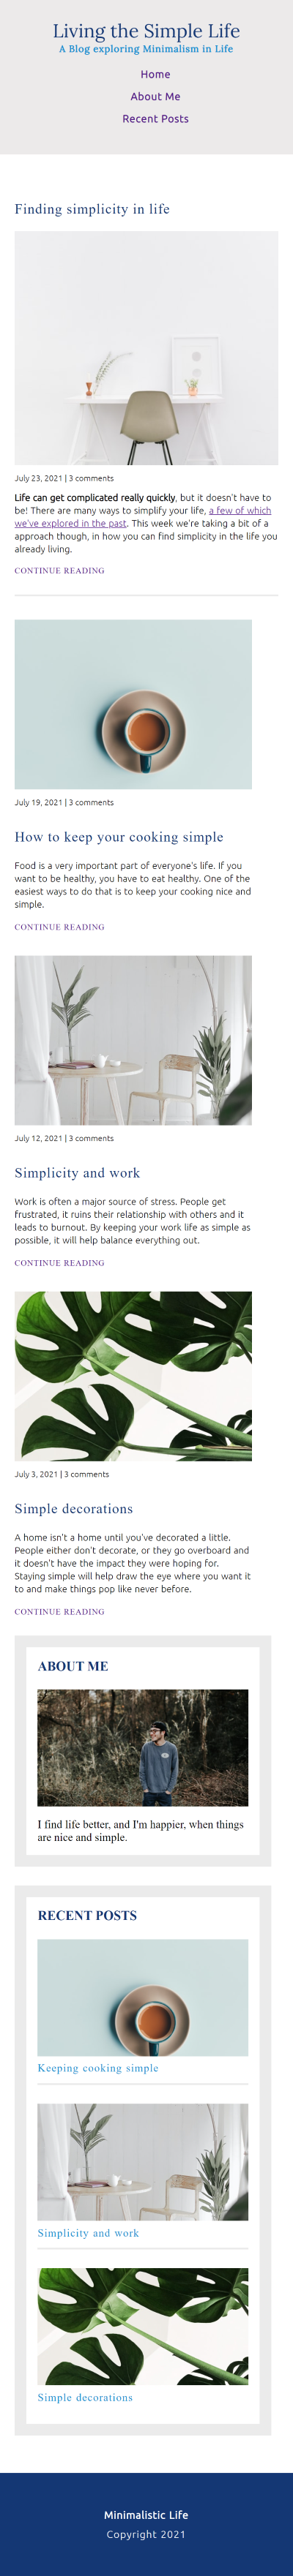 Living the Simple Life
A Blog exploring Minimalism in Life
Home
About Me
Recent Posts
Finding simplicity in life
July 23, 2021 | 3 comments
Life can get complicated really quickly, but it doesn't have to
be! There are many ways to simplify your life, a few of which
we've explored in the past. This week we're taking a bit of a
approach though, in how you can find simplicity in the life you
already living.
CONTINUE READING
July 19, 2021 | 3 comments
How to keep your cooking simple
Food is a very important part of everyone's life. If you
want to be healthy, you have to eat healthy. One of the
easiest ways to do that is to keep your cooking nice and
simple.
CONTINUE READING
July 12, 2021 | 3 comments
Simplicity and work
Work is often a major source of stress. People get
frustrated, it ruins their relationship with others and it
leads to burnout. By keeping your work life as simple as
possible, it will help balance everything out.
CONTINUE READING
July 3, 2021 | 3 comments
Simple decorations
A home isn't a home until you've decorated a little.
People either don't decorate, or they go overboard and
it doesn't have the impact they were hoping for.
Staying simple will help draw the eye where you want it
to and make things pop like never before.
CONTINUE READING
ABOUT ME
I find life better, and I'm happier, when things
are nice and simple.
RECENT POSTS
Keeping cooking simple
Simplicity and work
Simple decorations
Minimalistic Life
Copyright 2021